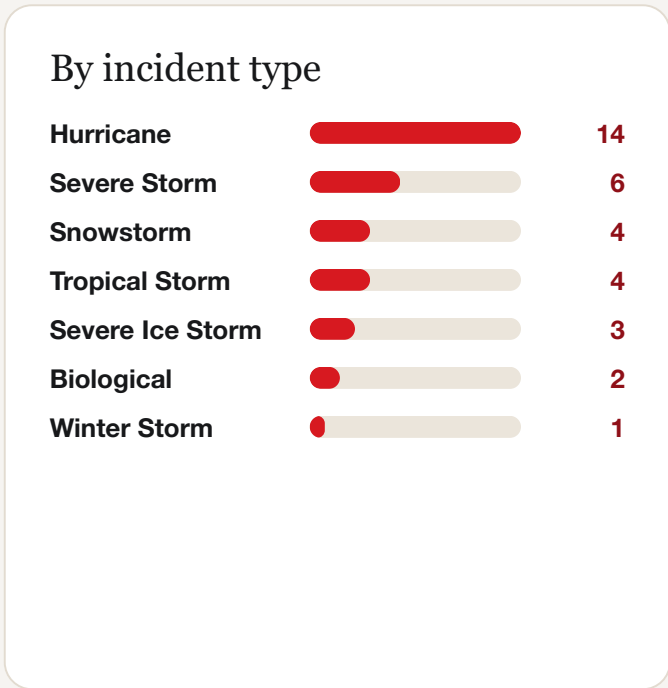 By incident type
Hurricane 14
Severe Storm 6
Snowstorm 4
Tropical Storm 4
Severe Ice Storm 3
Biological 2
Winter Storm 1